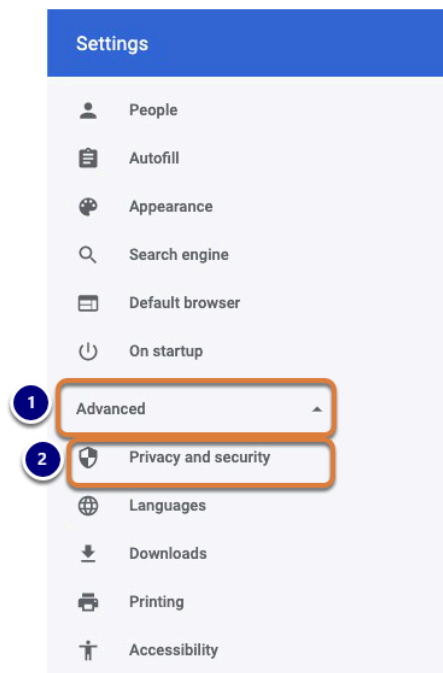 Settings
People
Autofill
Appearance
Search engine
Default browser
On startup
1
Advanced
2
Privacy and security
Languages
Downloads
Printing
Accessibility